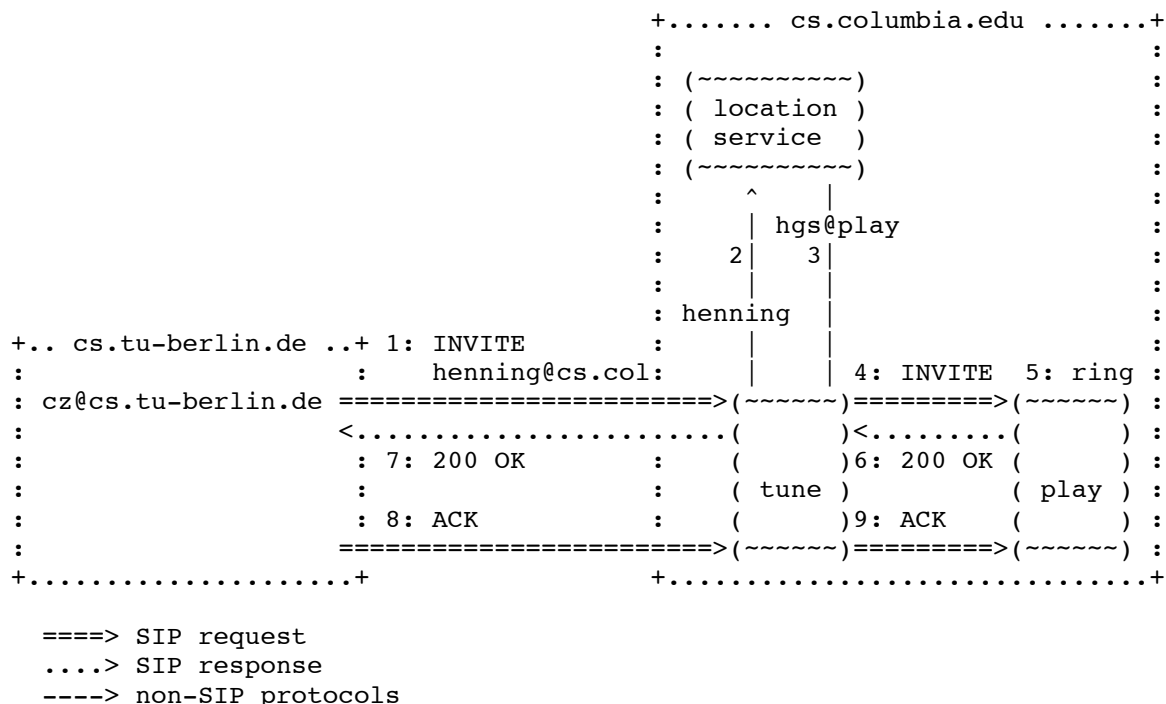 +....... cs.columbia.edu .......+
:                               :
: (~~~~~~~~~~)                  :
: ( location )                  :
: ( service  )                  :
: (~~~~~~~~~~)                  :
:     ^    |                    :
:     | hgs@play                :
:    2|   3|                    :
:     |    |                    :
: henning  |                    :
+.. cs.tu-berlin.de ..+ 1: INVITE        :     |    |                    :
:                    :    henning@cs.col:     |    | 4: INVITE  5: ring :
: cz@cs.tu-berlin.de ========================>(~~~~~~)=========>(~~~~~~) :
:                    <........................(      )<.........(      ) :
:                    : 7: 200 OK        :    (      )6: 200 OK (      ) :
:                    :                  :    ( tune )          ( play ) :
:                    : 8: ACK           :    (      )9: ACK    (      ) :
:                    ========================>(~~~~~~)=========>(~~~~~~) :
+.....................+                  +...............................+
====> SIP request
....> SIP response
----> non-SIP protocols